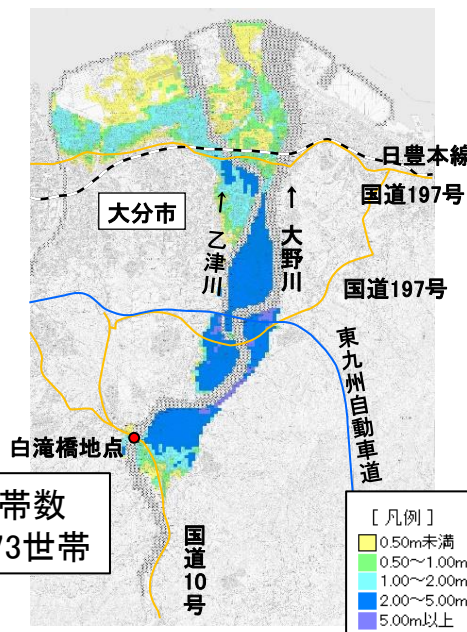 日豊本線
国道197号
大分市
↑
乙津川
↑
大野川
国道197号
東九州自動車道
白滝橋地点
帯数
73世帯
国道10号
[ 凡例 ]
0.50m未満
0.50～1.00m
1.00～2.00m
2.00～5.00m
5.00m以上